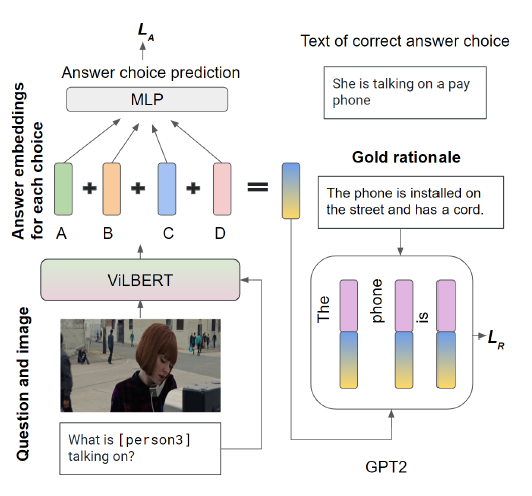 L_A
Answer choice prediction
MLP
Answer embeddings
for each choice
A + B + C + D =
ViLBERT
Question and image
What is [person3]
talking on?
Text of correct answer choice
She is talking on a pay
phone
Gold rationale
The phone is installed on
the street and has a cord.
The
phone
is
L_R
GPT2